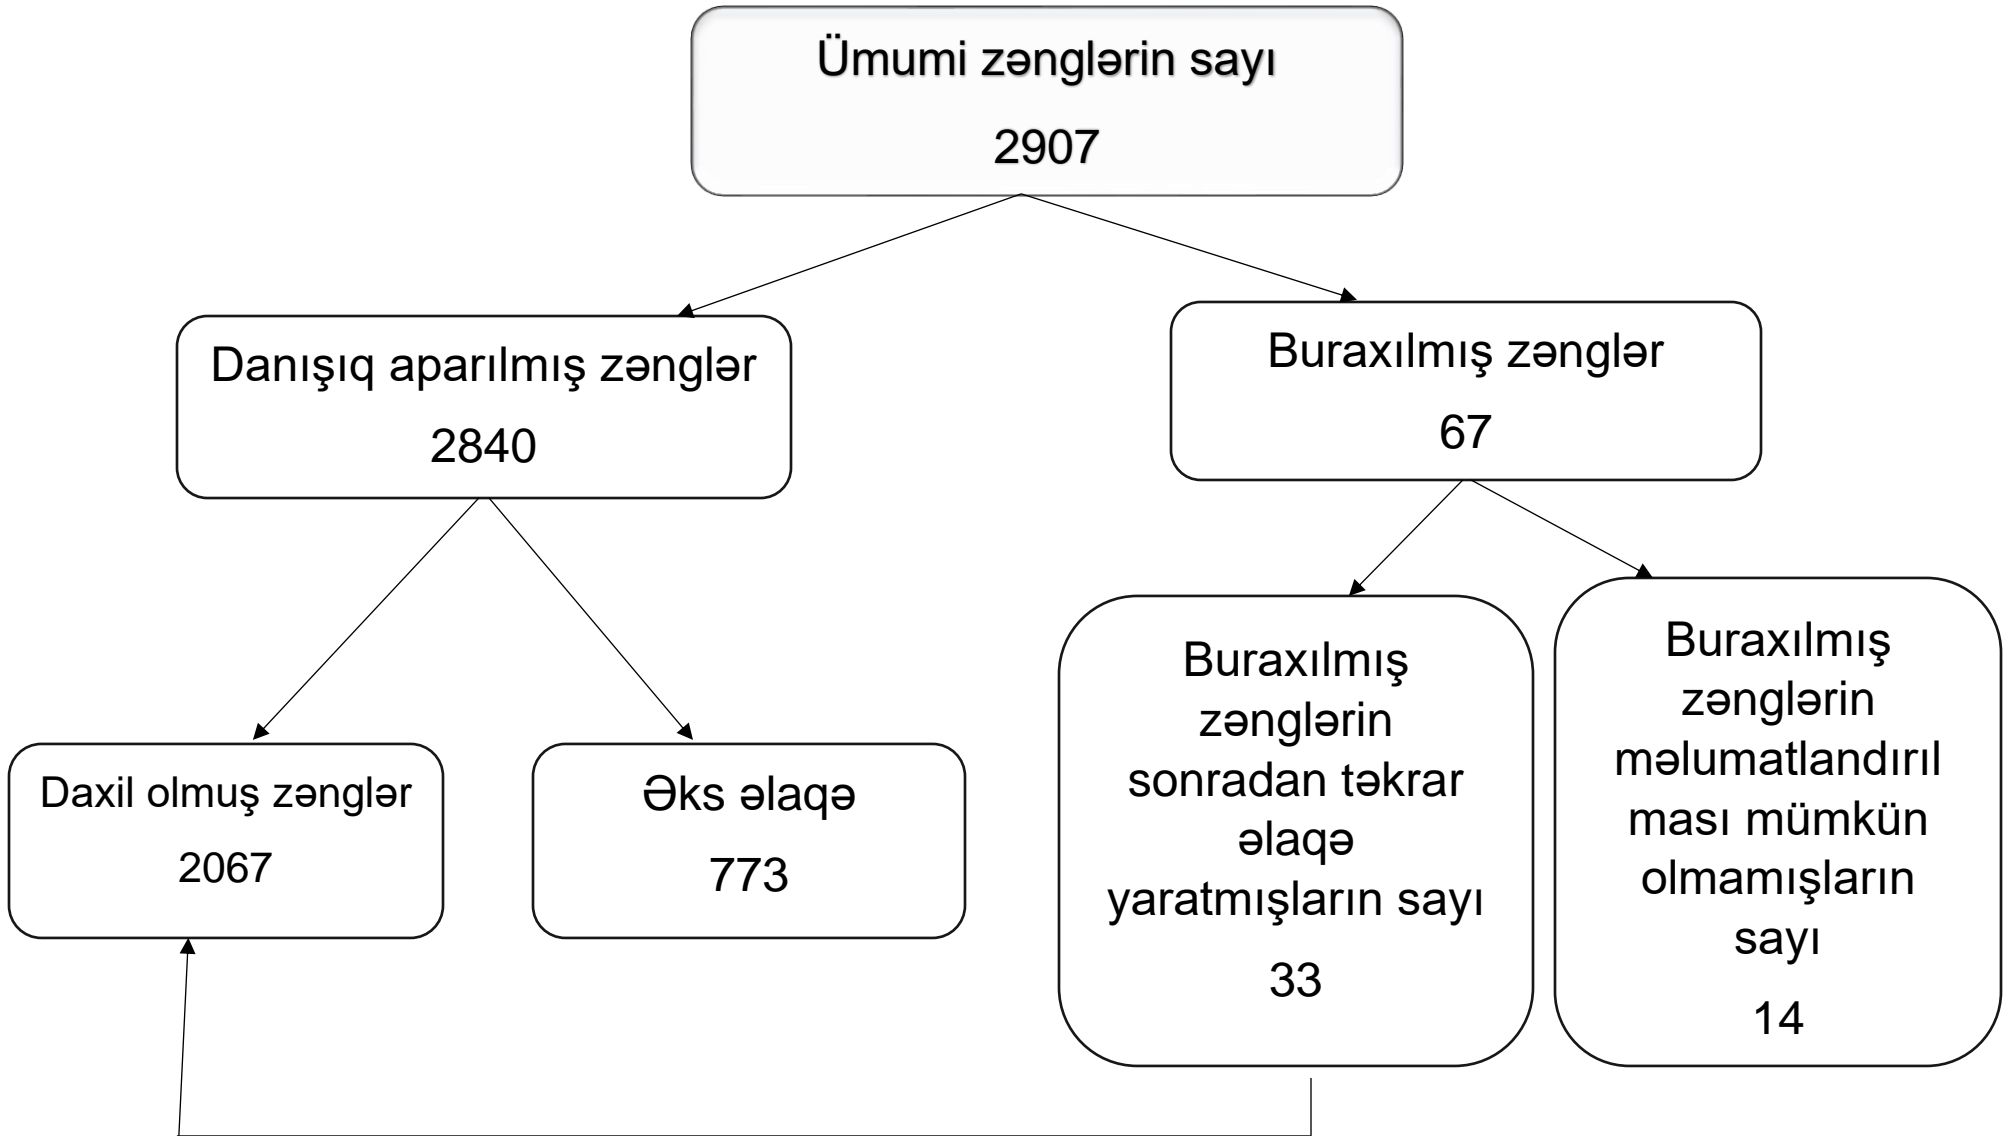 Ümumi zənglərin sayı
2907
Danışıq aparılmış zənglər
2840
Buraxılmış zənglər
67
Daxil olmuş zənglər
2067
Əks əlaqə
773
Buraxılmış
zənglərin
sonradan təkrar
əlaqə
yaratmışların sayı
33
Buraxılmış
zənglərin
məlumatlandırıl
ması mümkün
olmamışların
sayı
14